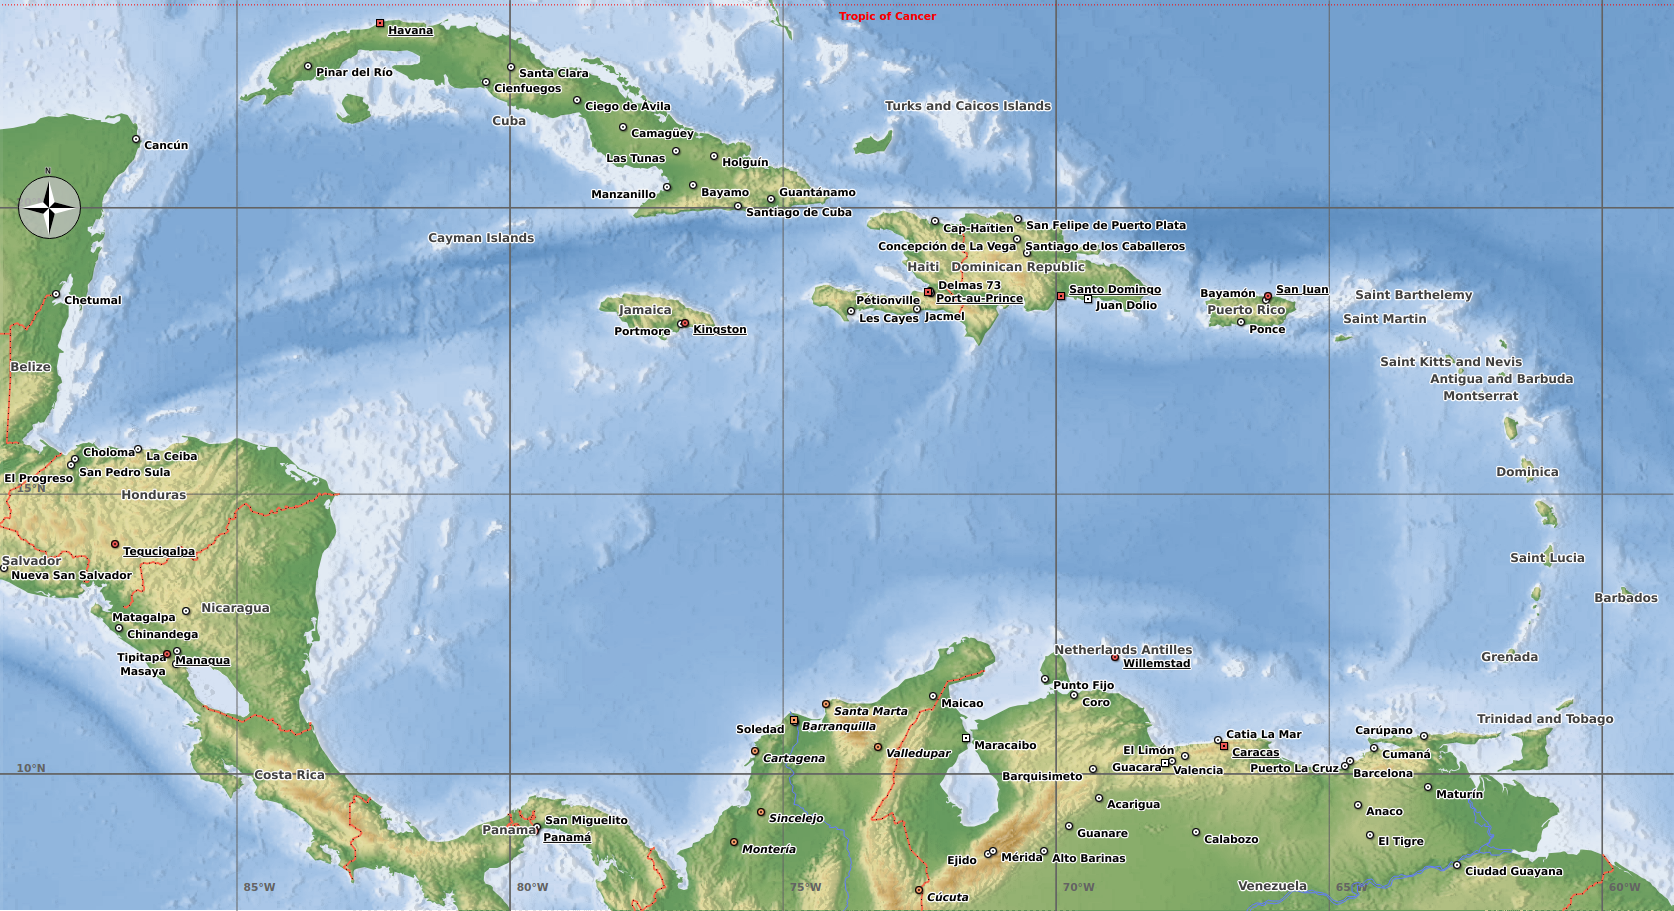 Tropic of Cancer
Havana
Pinar del Río
Santa Clara
Cienfuegos
Ciego de Ávila
Turks and Caicos Islands
Cuba
Camagüey
Cancún
Las Tunas
Holguín
N
Manzanillo
Bayamo
Guantánamo
Santiago de Cuba
Cap-Haïtien
San Felipe de Puerto Plata
Cayman Islands
Concepción de La Vega
Santiago de los Caballeros
Haiti
Dominican Republic
Delmas 73
Santo Domingo
Bayamón
San Juan
Saint Barthelemy
Chetumal
Pétionville
Port-au-Prince
Juan Dolio
Jamaica
Puerto Rico
Les Cayes
Jacmel
Saint Martin
Portmore
Kingston
Ponce
Belize
Saint Kitts and Nevis
Antigua and Barbuda
Montserrat
Choloma
La Ceiba
San Pedro Sula
El Progreso
Dominica
15°N
Honduras
Tegucigalpa
Salvador
Nueva San Salvador
Saint Lucia
Barbados
Nicaragua
Matagalpa
Chinandega
Tipitapa
Managua
Masaya
Netherlands Antilles
Willemstad
Grenada
Punto Fijo
Coro
Maicao
Santa Marta
Barranquilla
Soledad
Trinidad and Tobago
Carúpano
Catia La Mar
Maracaibo
Valledupar
Cartagena
El Limón
Caracas
Cumaná
10°N
Costa Rica
Guacara
Valencia
Puerto La Cruz
Barcelona
Barquisimeto
Maturín
Acarigua
Anaco
Sincelejo
San Miguelito
Panama
Panamá
Guanare
Calabozo
El Tigre
Montería
Ejido
Mérida
Alto Barinas
Ciudad Guayana
Venezuela
Cúcuta
85°W
80°W
75°W
70°W
65°W
60°W